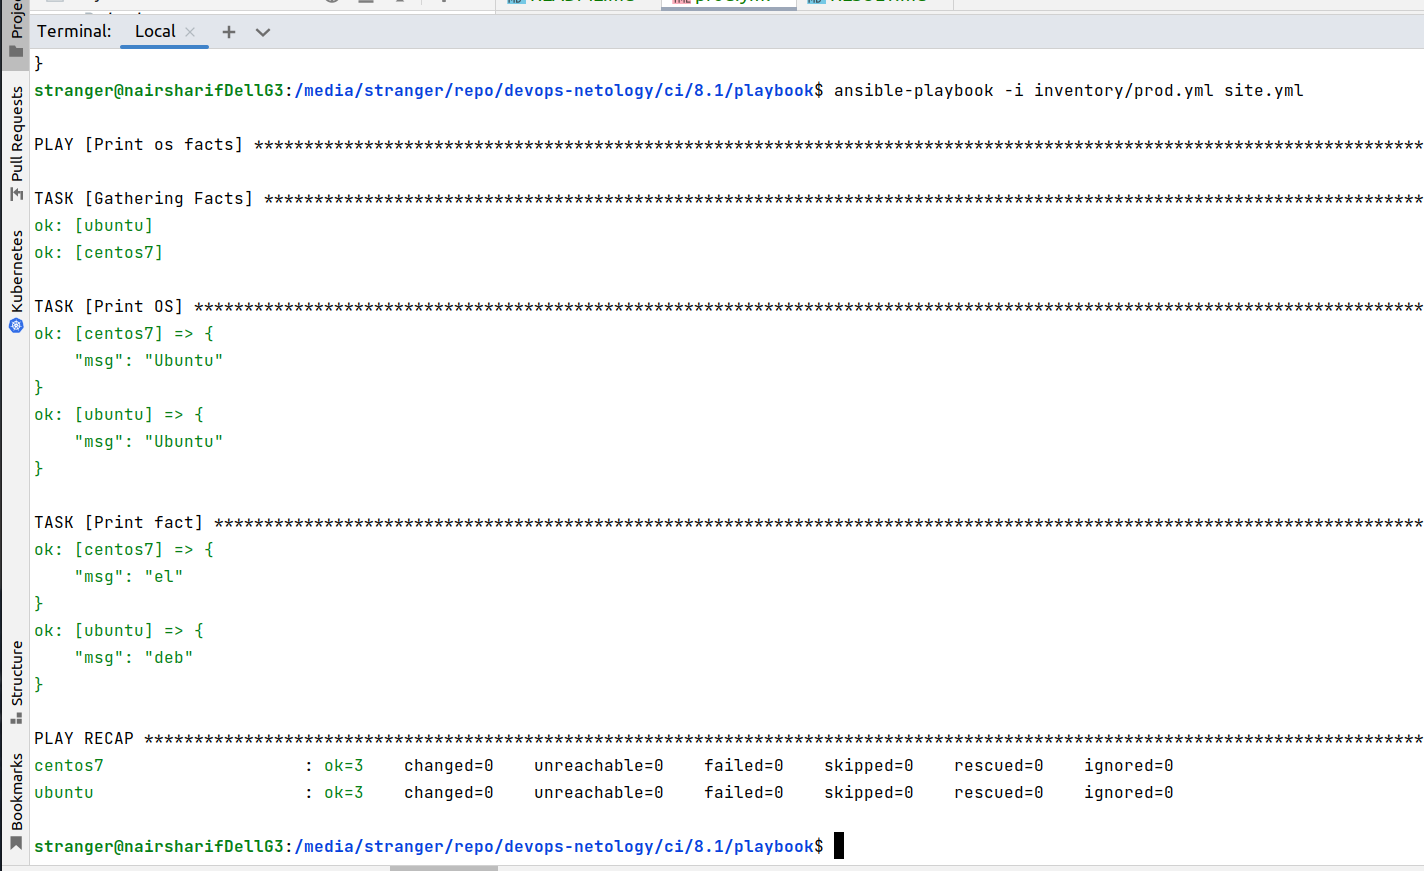 Terminal: Local
}
stranger@nairsharifDellG3:/media/stranger/repo/devops-netology/ci/8.1/playbook$ ansible-playbook -i inventory/prod.yml site.yml
PLAY [Print os facts] *********************************************************************************************************************
TASK [Gathering Facts] ********************************************************************************************************************
ok: [ubuntu]
ok: [centos7]
TASK [Print OS] ***************************************************************************************************************************
ok: [centos7] => {
    "msg": "Ubuntu"
}
ok: [ubuntu] => {
    "msg": "Ubuntu"
}
TASK [Print fact] *************************************************************************************************************************
ok: [centos7] => {
    "msg": "el"
}
ok: [ubuntu] => {
    "msg": "deb"
}
PLAY RECAP ********************************************************************************************************************************
centos7                    : ok=3    changed=0    unreachable=0    failed=0    skipped=0    rescued=0    ignored=0
ubuntu                     : ok=3    changed=0    unreachable=0    failed=0    skipped=0    rescued=0    ignored=0
stranger@nairsharifDellG3:/media/stranger/repo/devops-netology/ci/8.1/playbook$
Pull Requests
Kubernetes
Structure
Bookmarks